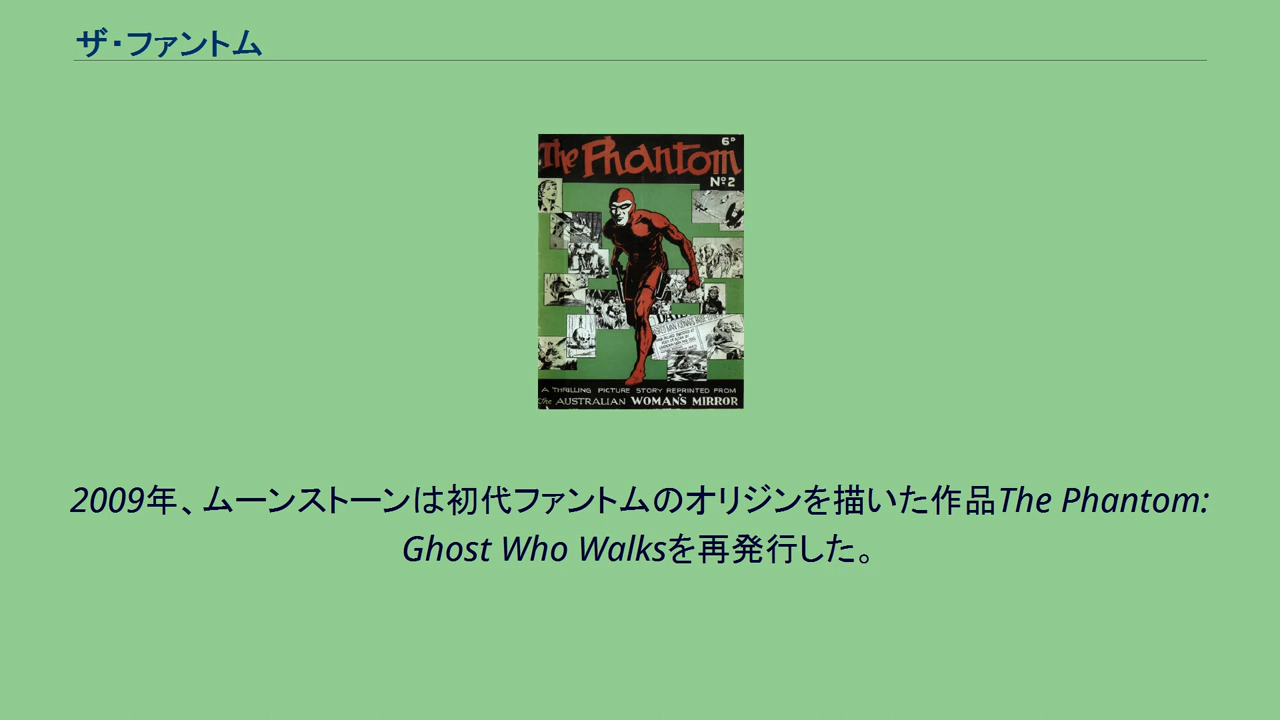 ザ・ファントム
The Phantom
6ᴰ
Nº 2
A THRILLING PICTURE STORY REPRINTED FROM
The AUSTRALIAN WOMAN'S MIRROR
2009年、ムーンストーンは初代ファントムのオリジンを描いた作品The Phantom:
Ghost Who Walksを再発行した。